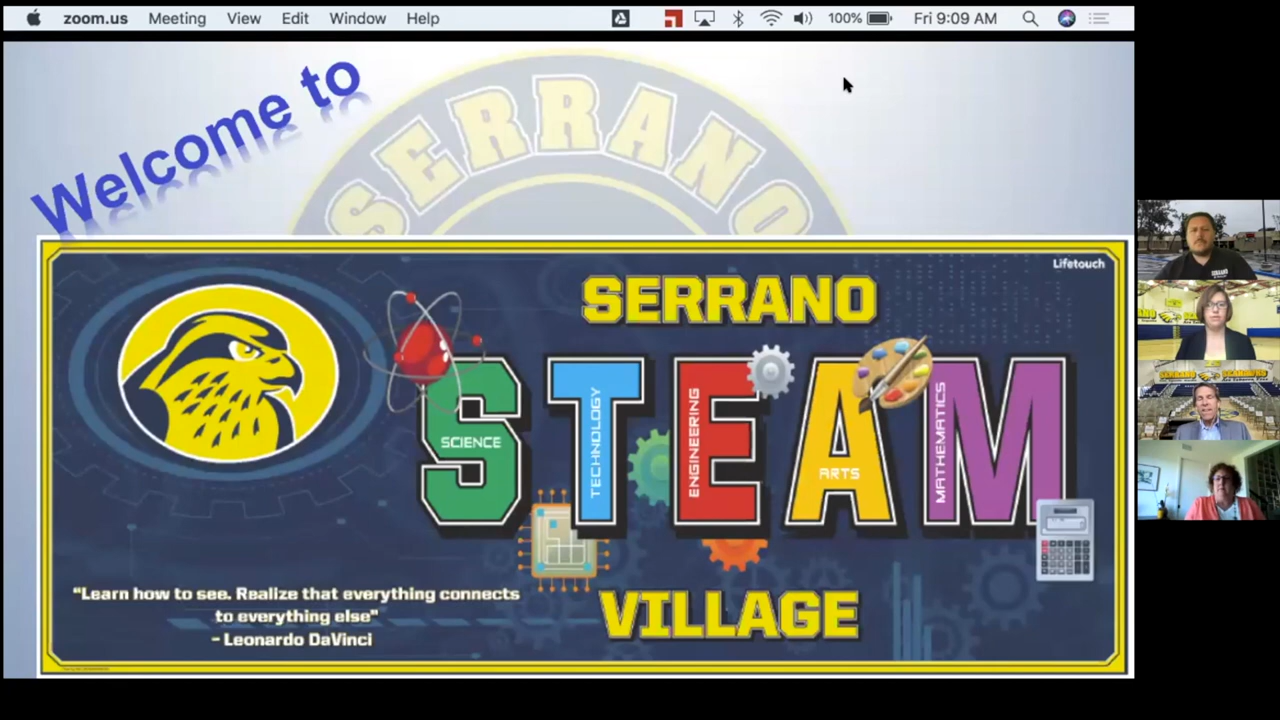 zoom.us Meeting View Edit Window Help 100% Fri 9:09 AM
Welcome to
SERRANO
Lifetouch
SERRANO
STEAM
SCIENCE
TECHNOLOGY
ENGINEERING
ARTS
MATHEMATICS
"Learn how to see. Realize that everything connects
to everything else"
- Leonardo DaVinci
VILLAGE